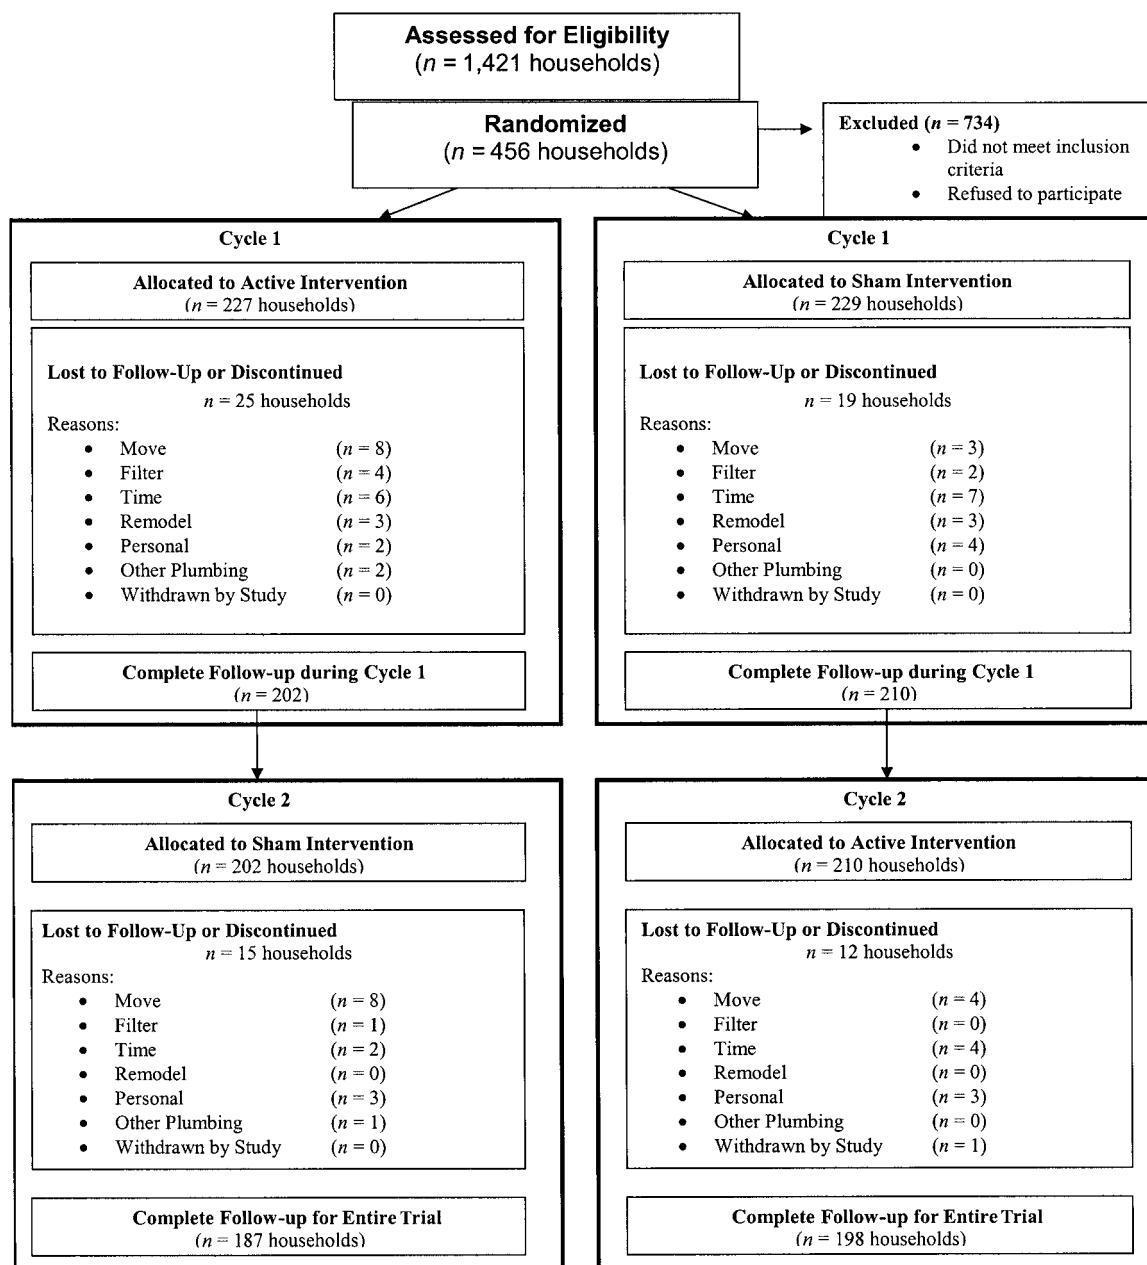 Assessed for Eligibility
(n = 1,421 households)
Randomized
(n = 456 households)
Excluded (n = 734)
• Did not meet inclusion
criteria
• Refused to participate
Cycle 1
Allocated to Active Intervention
(n = 227 households)
Lost to Follow-Up or Discontinued
n = 25 households
Reasons:
• Move (n = 8)
• Filter (n = 4)
• Time (n = 6)
• Remodel (n = 3)
• Personal (n = 2)
• Other Plumbing (n = 2)
• Withdrawn by Study (n = 0)
Complete Follow-up during Cycle 1
(n = 202)
Cycle 1
Allocated to Sham Intervention
(n = 229 households)
Lost to Follow-Up or Discontinued
n = 19 households
Reasons:
• Move (n = 3)
• Filter (n = 2)
• Time (n = 7)
• Remodel (n = 3)
• Personal (n = 4)
• Other Plumbing (n = 0)
• Withdrawn by Study (n = 0)
Complete Follow-up during Cycle 1
(n = 210)
Cycle 2
Allocated to Sham Intervention
(n = 202 households)
Lost to Follow-Up or Discontinued
n = 15 households
Reasons:
• Move (n = 8)
• Filter (n = 1)
• Time (n = 2)
• Remodel (n = 0)
• Personal (n = 3)
• Other Plumbing (n = 1)
• Withdrawn by Study (n = 0)
Complete Follow-up for Entire Trial
(n = 187 households)
Cycle 2
Allocated to Active Intervention
(n = 210 households)
Lost to Follow-Up or Discontinued
n = 12 households
Reasons:
• Move (n = 4)
• Filter (n = 0)
• Time (n = 4)
• Remodel (n = 0)
• Personal (n = 3)
• Other Plumbing (n = 0)
• Withdrawn by Study (n = 1)
Complete Follow-up for Entire Trial
(n = 198 households)